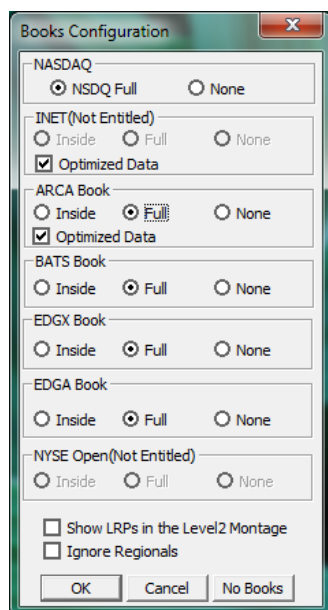 Books Configuration
NASDAQ
NSDQ Full None
INET(Not Entitled)
Inside Full None
Optimized Data
ARCA Book
Inside Full None
Optimized Data
BATS Book
Inside Full None
EDGX Book
Inside Full None
EDGA Book
Inside Full None
NYSE Open(Not Entitled)
Inside Full None
Show LRPs in the Level2 Montage
Ignore Regionals
OK Cancel No Books